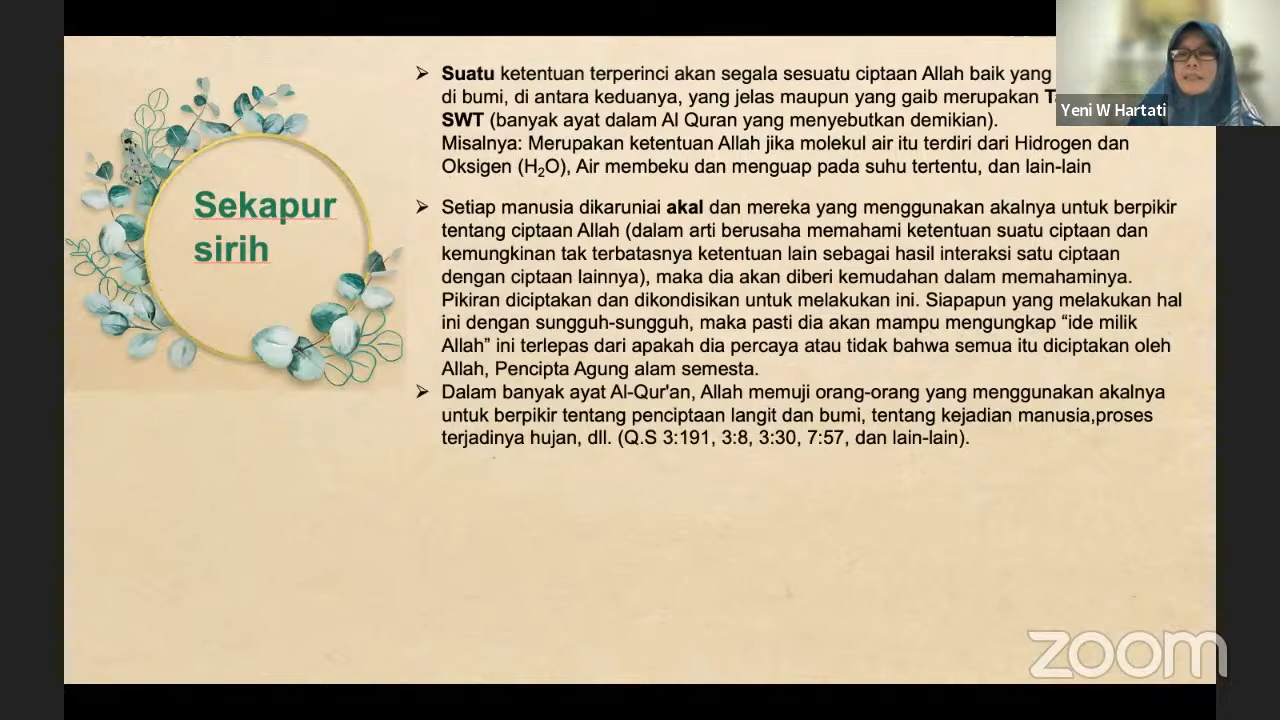 Sekapur
sirih
Suatu ketentuan terperinci akan segala sesuatu ciptaan Allah baik yang
di bumi, di antara keduanya, yang jelas maupun yang gaib merupakan
SWT (banyak ayat dalam Al Quran yang menyebutkan demikian).
Misalnya: Merupakan ketentuan Allah jika molekul air itu terdiri dari Hidrogen dan
Oksigen (H₂O), Air membeku dan menguap pada suhu tertentu, dan lain-lain
Setiap manusia dikaruniai akal dan mereka yang menggunakan akalnya untuk berpikir
tentang ciptaan Allah (dalam arti berusaha memahami ketentuan suatu ciptaan dan
kemungkinan tak terbatasnya ketentuan lain sebagai hasil interaksi satu ciptaan
dengan ciptaan lainnya), maka dia akan diberi kemudahan dalam memahaminya.
Pikiran diciptakan dan dikondisikan untuk melakukan ini. Siapapun yang melakukan hal
ini dengan sungguh-sungguh, maka pasti dia akan mampu mengungkap “ide milik
Allah” ini terlepas dari apakah dia percaya atau tidak bahwa semua itu diciptakan oleh
Allah, Pencipta Agung alam semesta.
Dalam banyak ayat Al-Qur'an, Allah memuji orang-orang yang menggunakan akalnya
untuk berpikir tentang penciptaan langit dan bumi, tentang kejadian manusia,proses
terjadinya hujan, dll. (Q.S 3:191, 3:8, 3:30, 7:57, dan lain-lain).
Yeni W Hartati
zoom